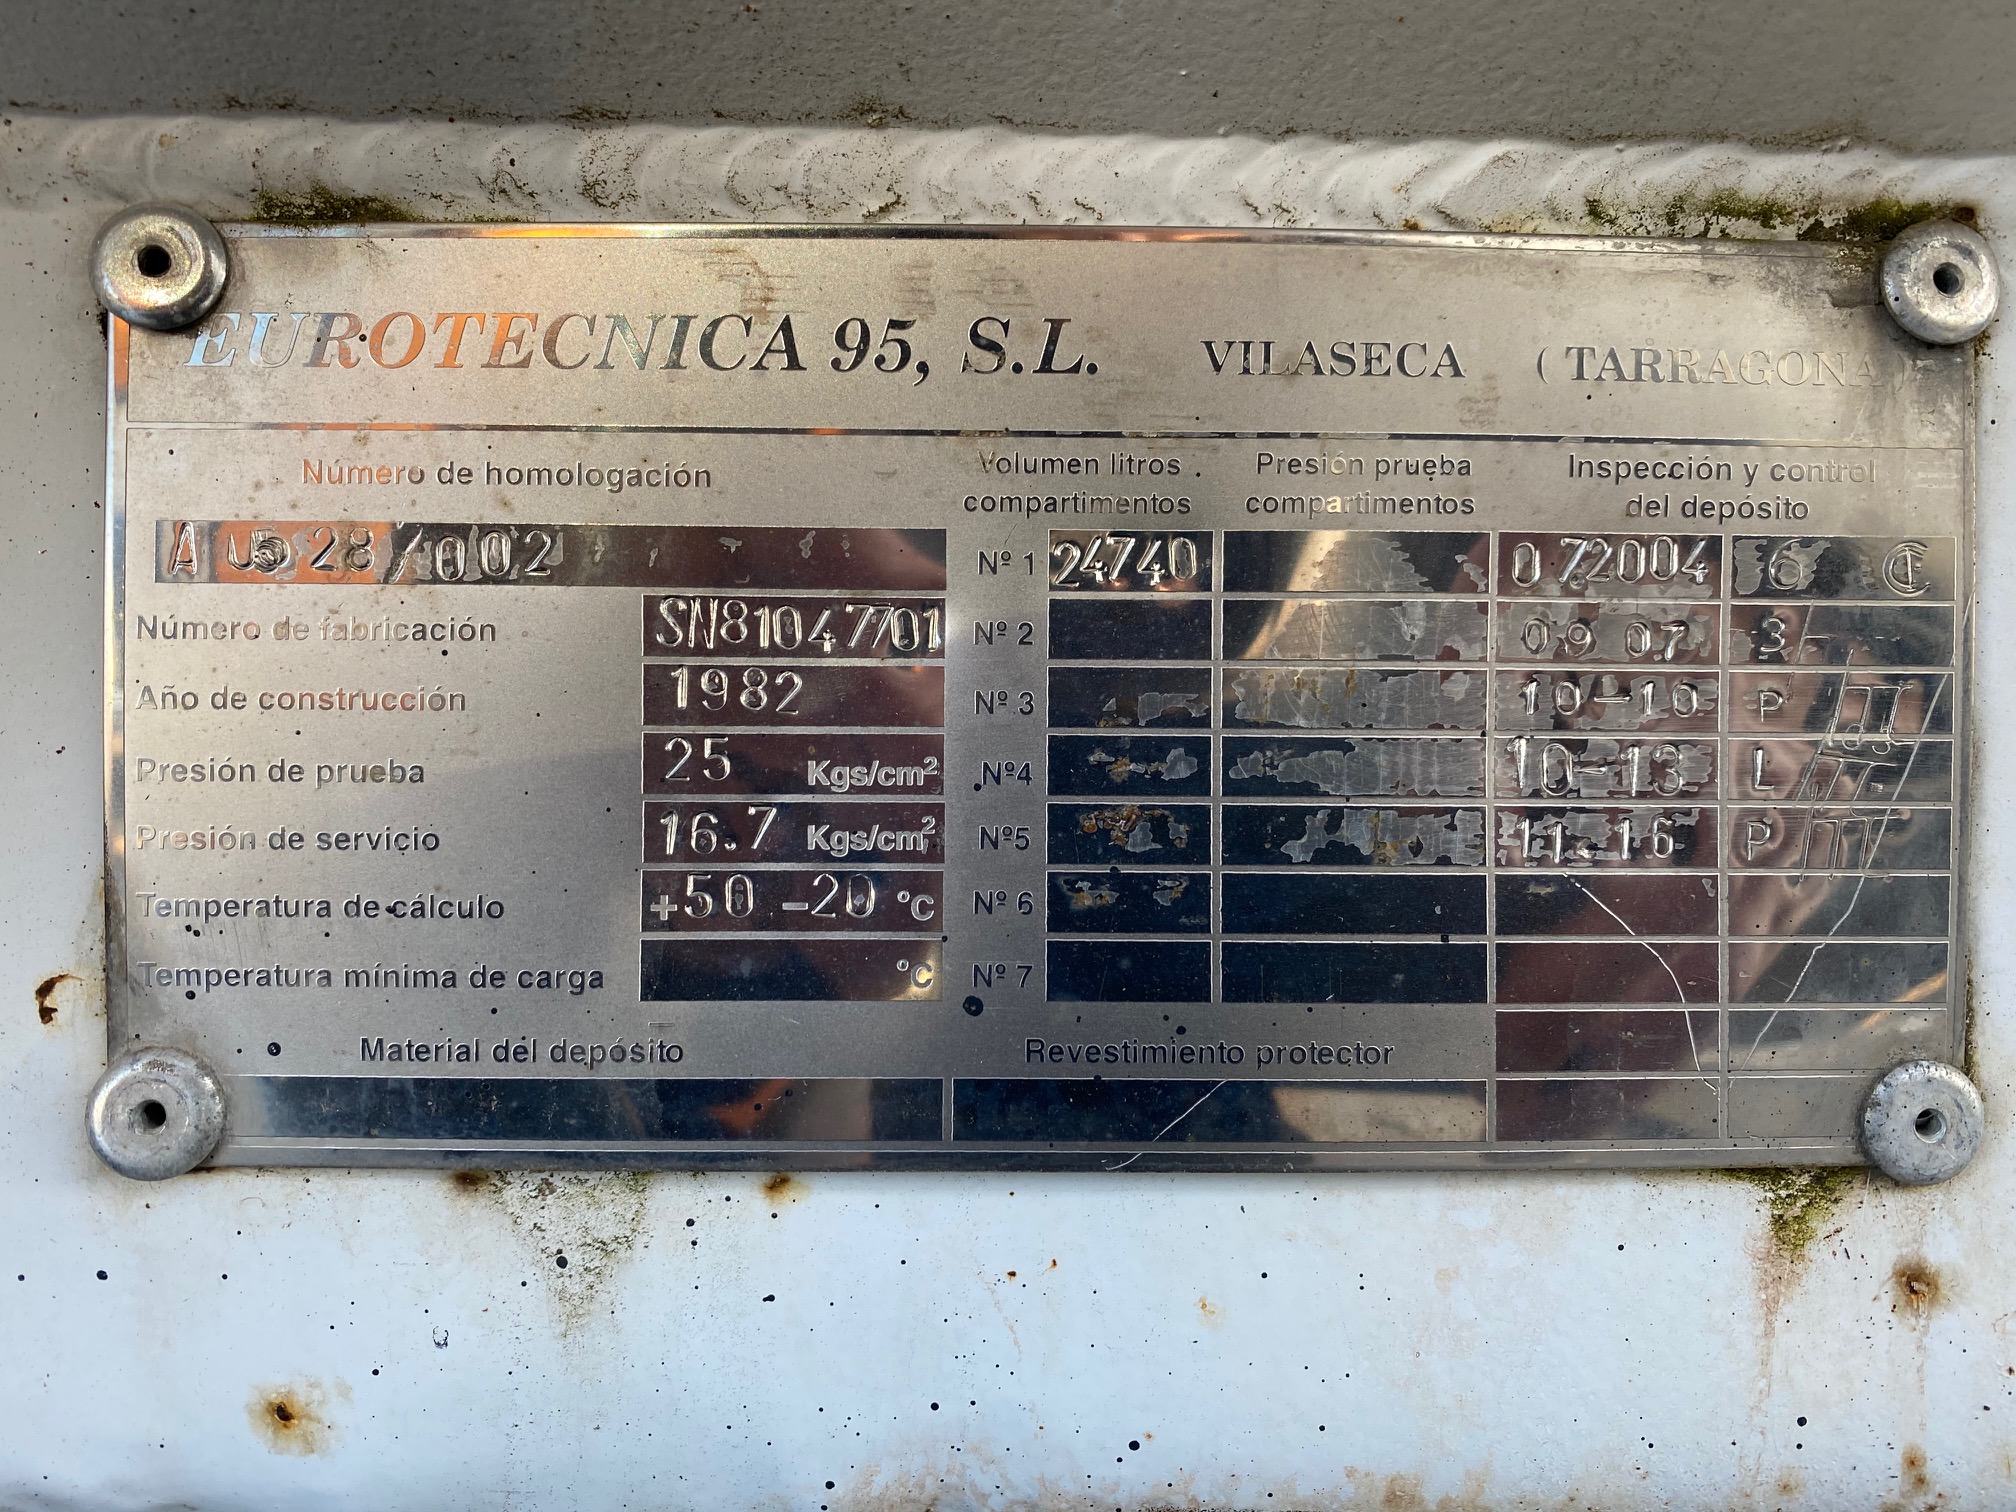 EUROTECNICA 95, S.L. VILASECA (TARRAGONA)
Número de homologación
28/002
Número de fabricación SN81047701
Año de construcción 1982
Presión de prueba 25 Kgs/cm²
Presión de servicio 16.7 Kgs/cm²
Temperatura de cálculo +50 -20 °C
Temperatura mínima de carga °C
Material del depósito
Volumen litros
compartimentos
Presión prueba
compartimentos
Inspección y control
del depósito
Nº 1 24740 072004 6
Nº 2 09 07 3
Nº 3 10-10 P
Nº4 10-13 L
Nº5 11.16 P
Nº 6
Nº 7
Revestimiento protector